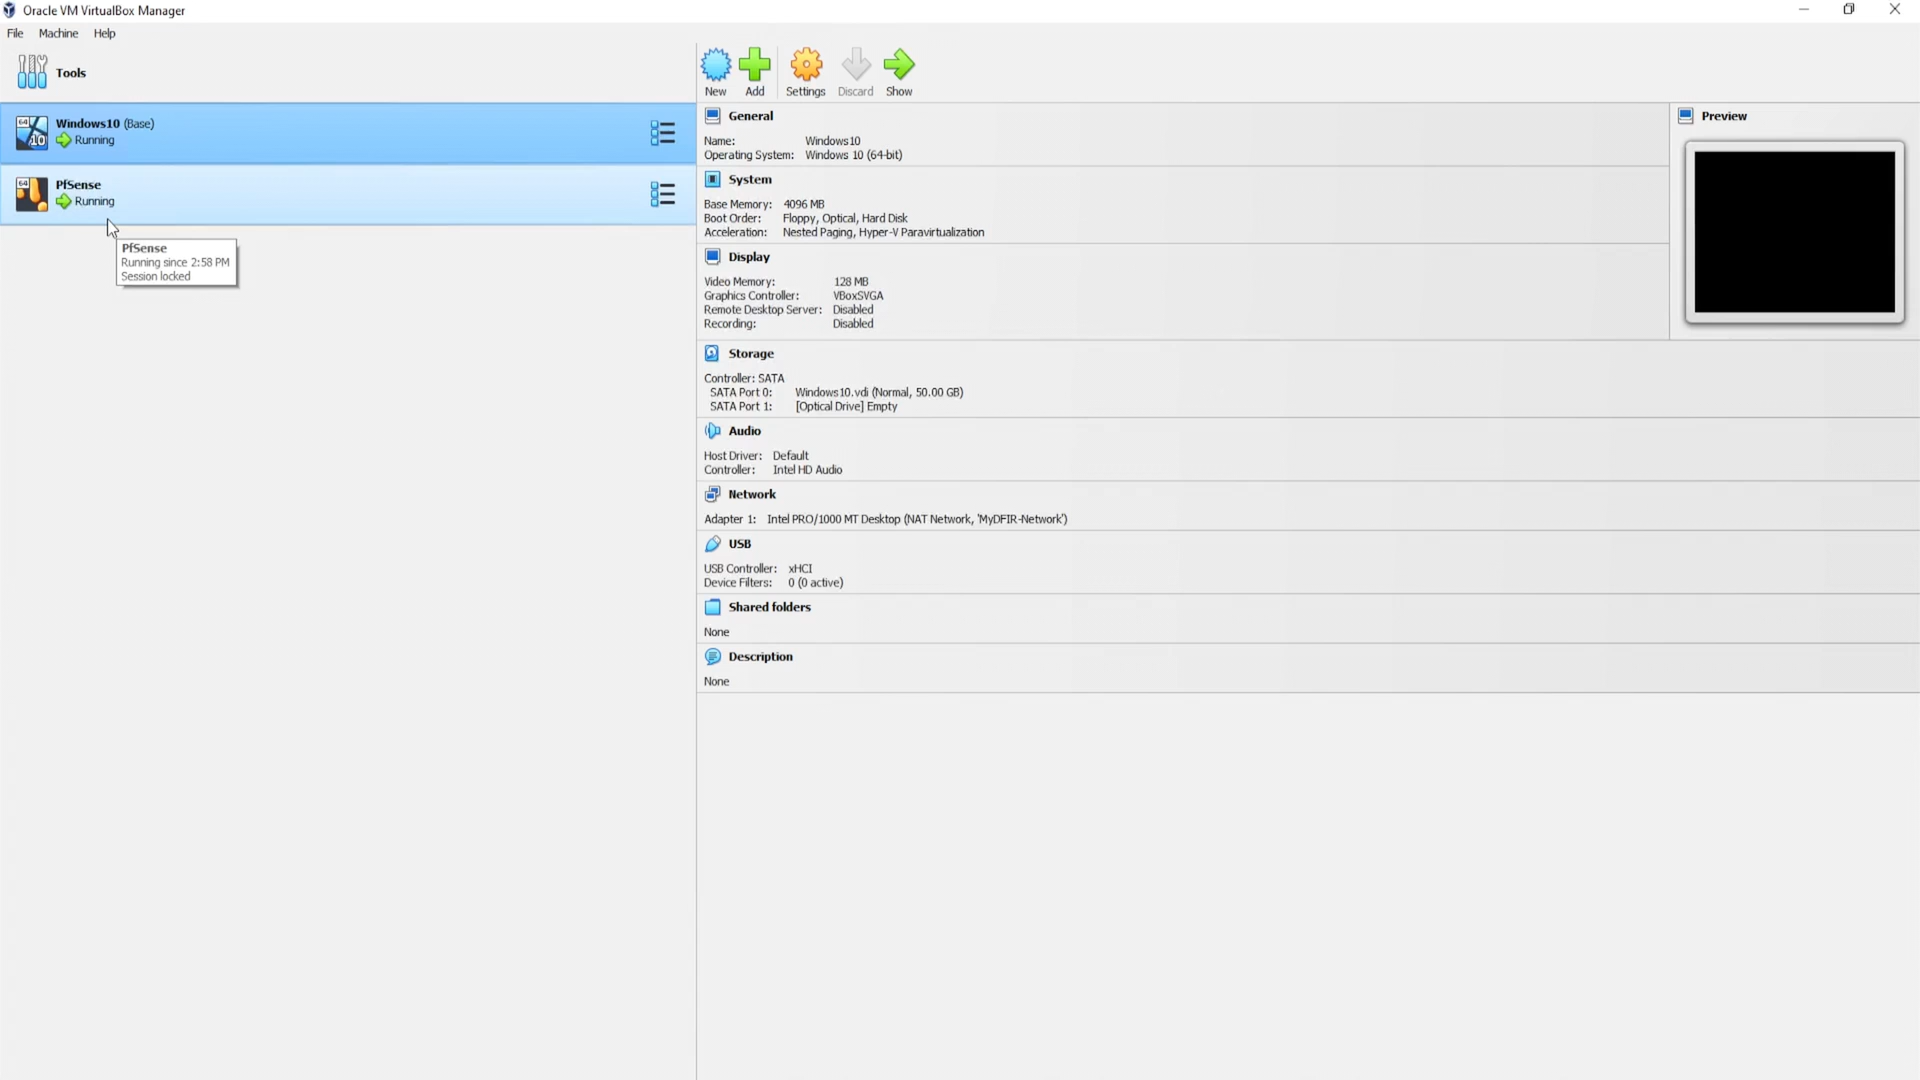 Oracle VM VirtualBox Manager
File Machine Help
Tools
New Add Settings Discard Show
64
10
Windows10 (Base)
Running
64
PfSense
Running
PfSense
Running since 2:58 PM
Session locked
General
Name: Windows10
Operating System: Windows 10 (64-bit)
System
Base Memory: 4096 MB
Boot Order: Floppy, Optical, Hard Disk
Acceleration: Nested Paging, Hyper-V Paravirtualization
Display
Video Memory: 128 MB
Graphics Controller: VBoxSVGA
Remote Desktop Server: Disabled
Recording: Disabled
Storage
Controller: SATA
SATA Port 0: Windows10.vdi (Normal, 50.00 GB)
SATA Port 1: [Optical Drive] Empty
Audio
Host Driver: Default
Controller: Intel HD Audio
Network
Adapter 1: Intel PRO/1000 MT Desktop (NAT Network, 'MyDFIR-Network')
USB
USB Controller: xHCI
Device Filters: 0 (0 active)
Shared folders
None
Description
None
Preview